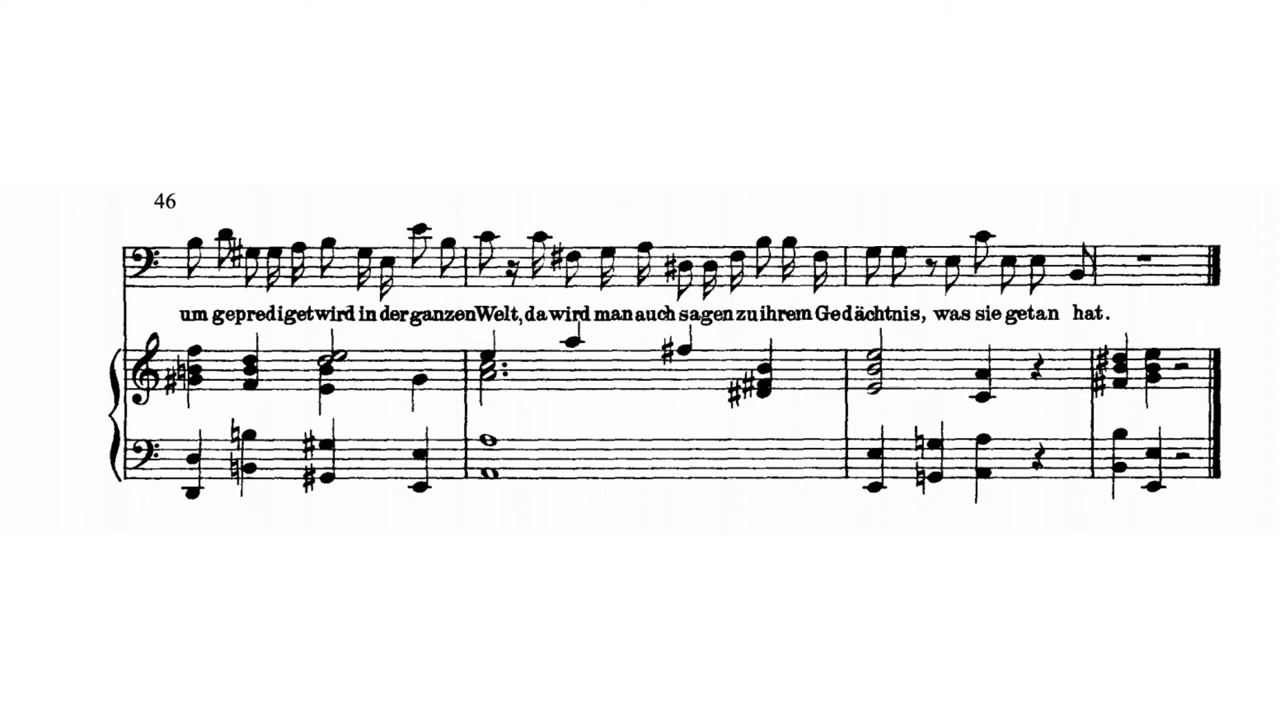 46
um geprediget wird in der ganzen Welt, da wird man auch sagen zu ihrem Gedächtnis, was sie getan hat.